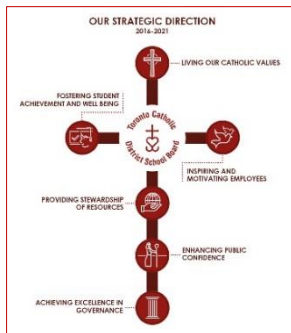 OUR STRATEGIC DIRECTION
2016-2021
LIVING OUR CATHOLIC VALUES
FOSTERING STUDENT
ACHIEVEMENT AND WELL BEING
Toronto Catholic
District School Board
INSPIRING AND
MOTIVATING EMPLOYEES
PROVIDING STEWARDSHIP
OF RESOURCES
ENHANCING PUBLIC
CONFIDENCE
ACHIEVING EXCELLENCE IN
GOVERNANCE